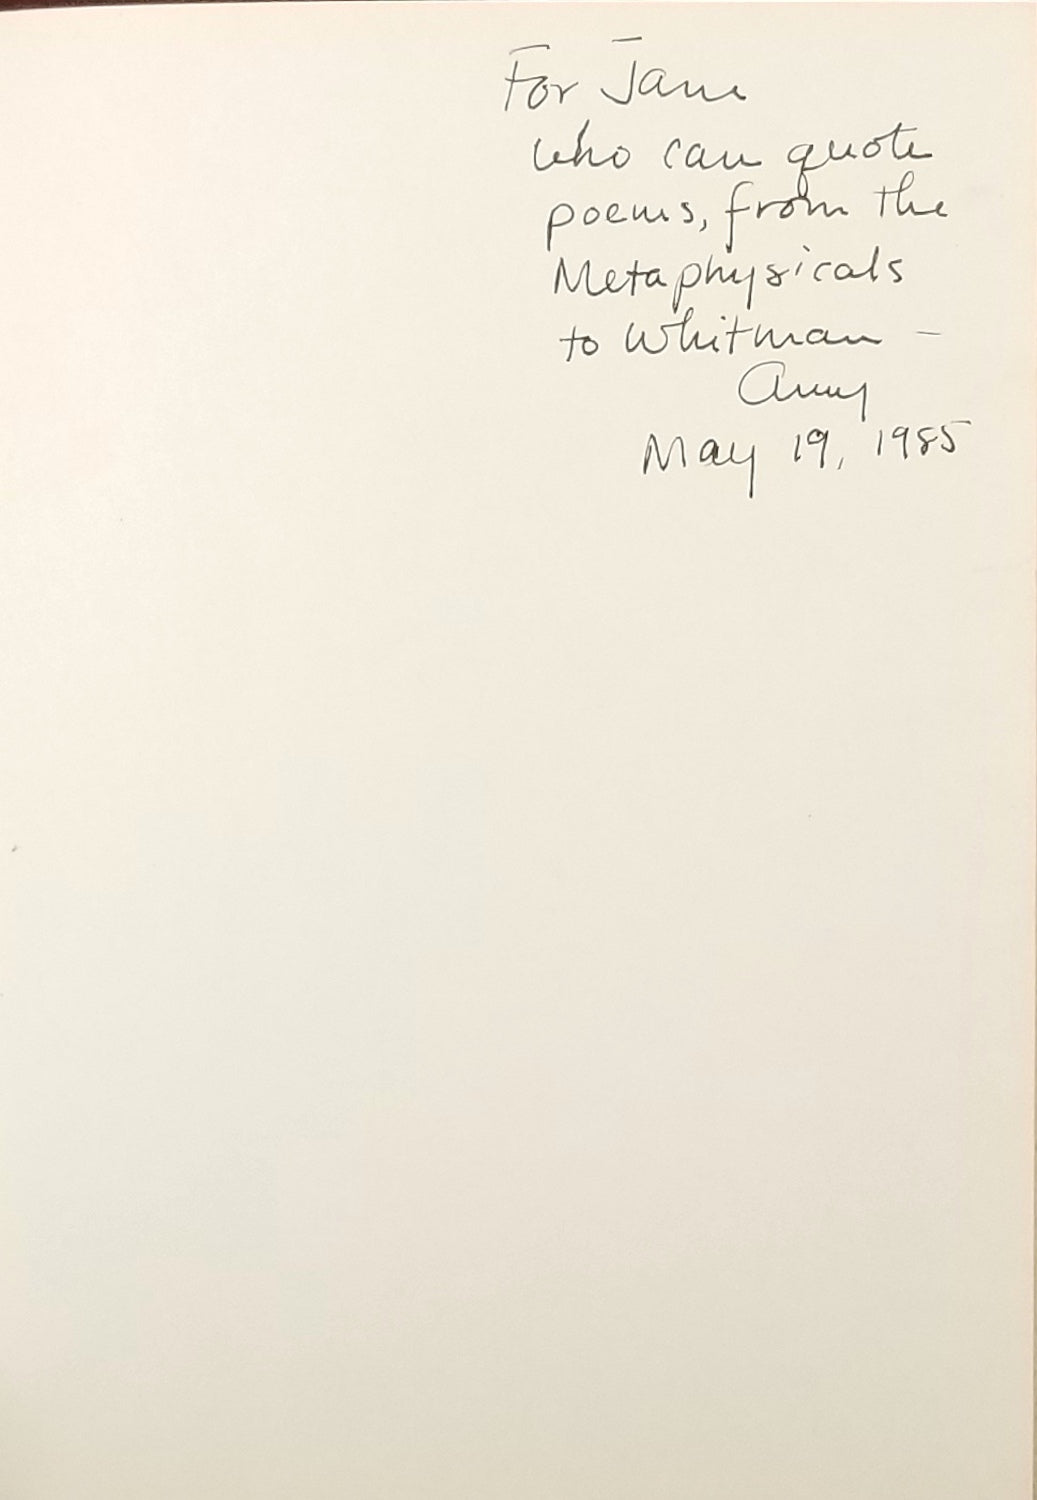 For Jane
who can quote
poems, from the
Metaphysicals
to Whitman –
Amy
May 19, 1985